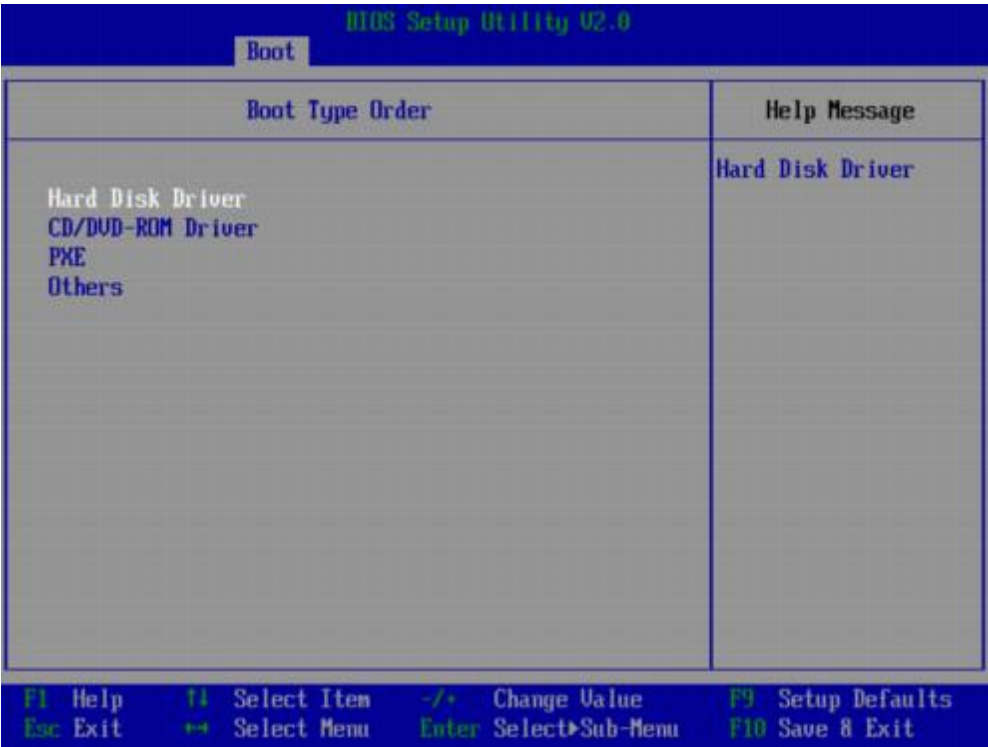 BIOS Setup Utility V2.0
Boot
Boot Type Order
Help Message
Hard Disk Driver
CD/DVD-ROM Driver
PXE
Others
Hard Disk Driver
F1 Help ↑↓ Select Item -/+ Change Value F9 Setup Defaults
Esc Exit ↔ Select Menu Enter Select▶Sub-Menu F10 Save & Exit